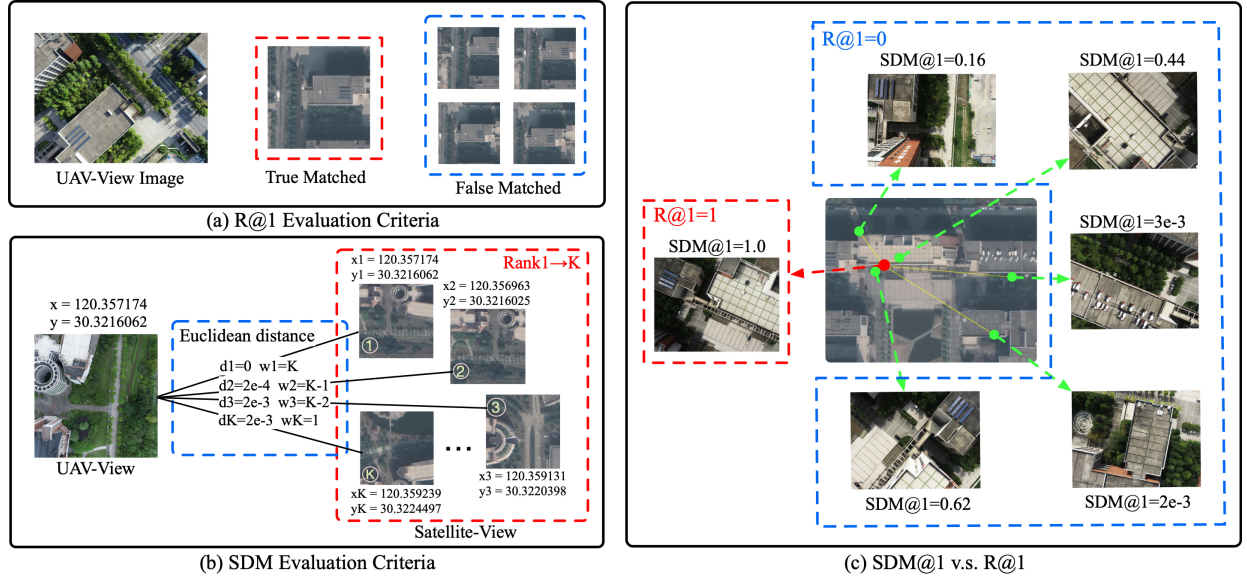 UAV-View Image
True Matched
False Matched
(a) R@1 Evaluation Criteria
x = 120.357174
y = 30.3216062
UAV-View
Euclidean distance
d1=0 w1=K
d2=2e-4 w2=K-1
d3=2e-3 w3=K-2
dK=2e-3 wK=1
Rank1→K
x1 = 120.357174
y1 = 30.3216062
x2 = 120.356963
y2 = 30.3216025
1
2
3
K
...
x3 = 120.359131
y3 = 30.3220398
xK = 120.359239
yK = 30.3224497
Satellite-View
(b) SDM Evaluation Criteria
R@1=0
SDM@1=0.16
SDM@1=0.44
R@1=1
SDM@1=1.0
SDM@1=3e-3
SDM@1=0.62
SDM@1=2e-3
(c) SDM@1 v.s. R@1